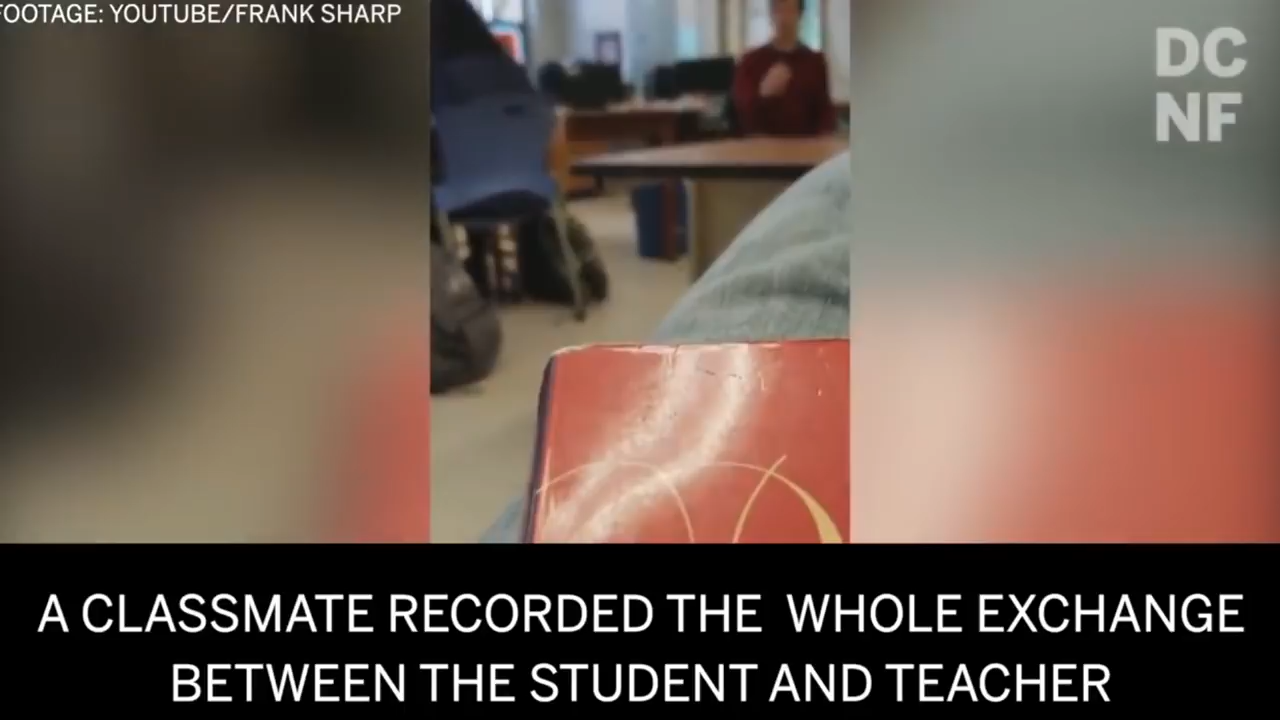 FOOTAGE: YOUTUBE/FRANK SHARP
DC
NF
A CLASSMATE RECORDED THE WHOLE EXCHANGE
BETWEEN THE STUDENT AND TEACHER